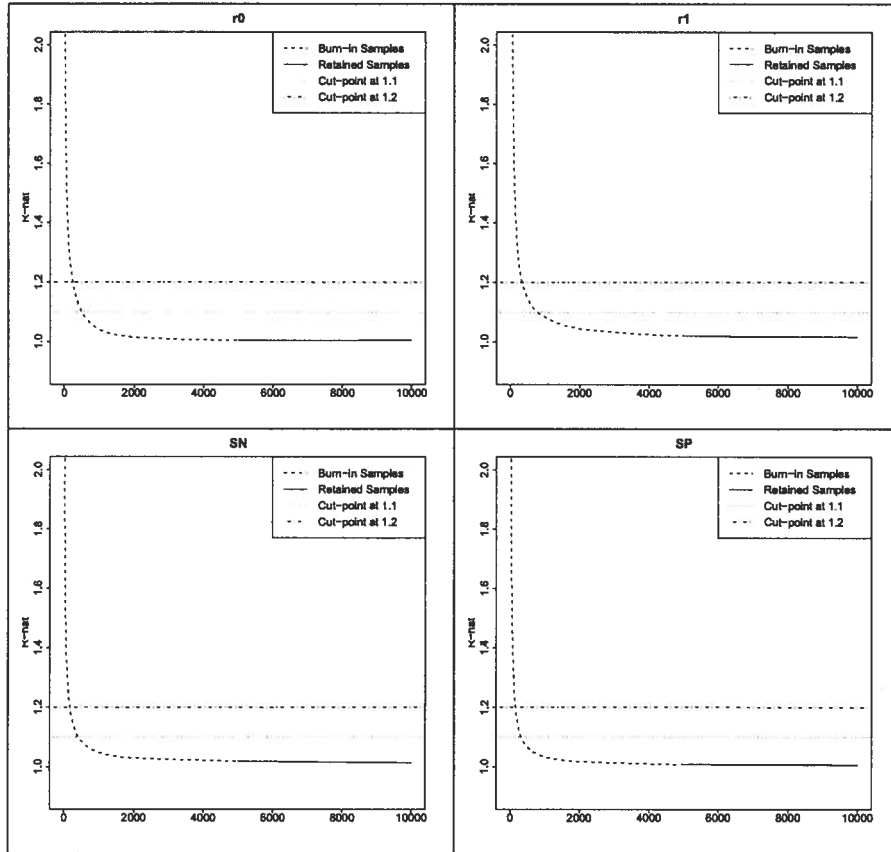 r0
2.0
1.8
1.6
1.4
1.2
1.0
R-hat
Burn-in Samples
Retained Samples
Cut-point at 1.1
Cut-point at 1.2
0 2000 4000 6000 8000 10000
r1
2.0
1.8
1.6
1.4
1.2
1.0
R-hat
Burn-in Samples
Retained Samples
Cut-point at 1.1
Cut-point at 1.2
0 2000 4000 6000 8000 10000
SN
2.0
1.8
1.6
1.4
1.2
1.0
R-hat
Burn-in Samples
Retained Samples
Cut-point at 1.1
Cut-point at 1.2
0 2000 4000 6000 8000 10000
SP
2.0
1.8
1.6
1.4
1.2
1.0
R-hat
Burn-in Samples
Retained Samples
Cut-point at 1.1
Cut-point at 1.2
0 2000 4000 6000 8000 10000